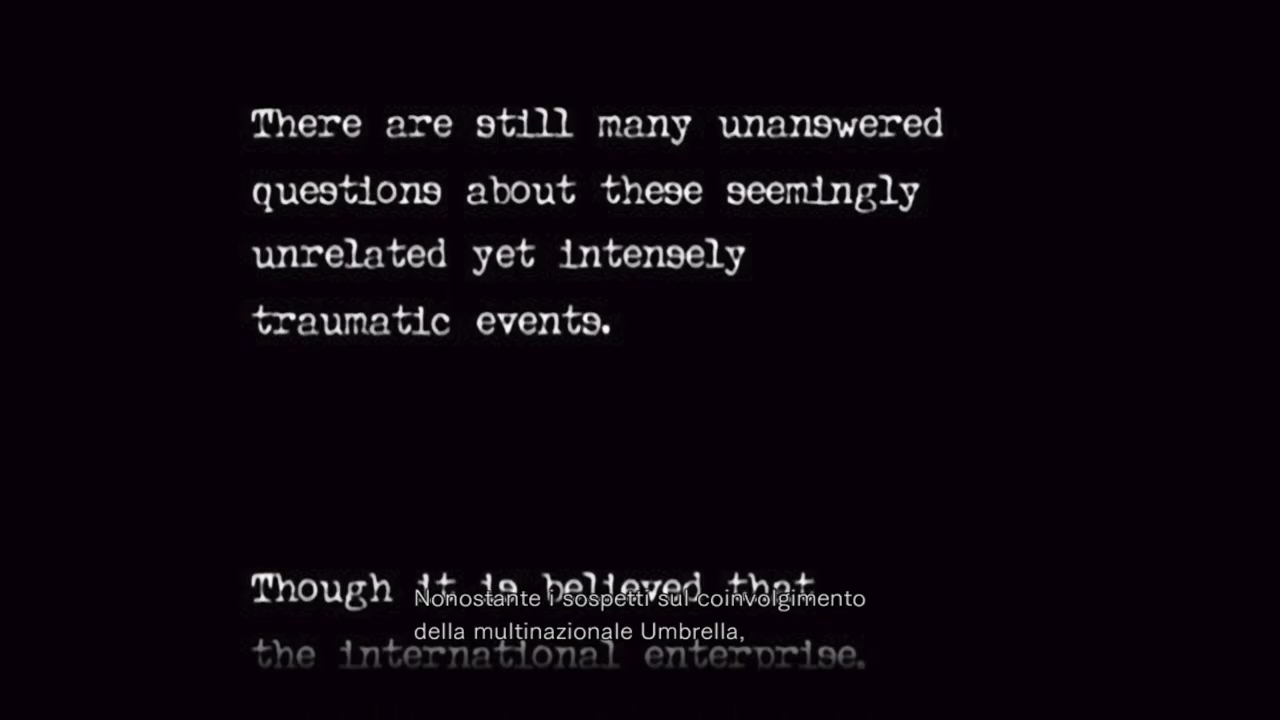 There are still many unanswered
questions about these seemingly
unrelated yet intensely
traumatic events.
Though it is believed that
Nonostante i sospetti sul coinvolgimento
della multinazionale Umbrella,
the international enterprise,